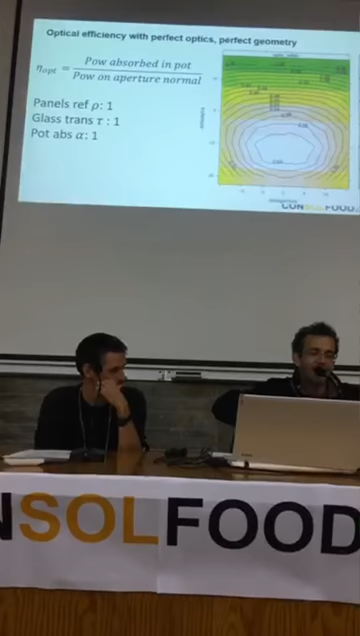 Optical efficiency with perfect optics, perfect geometry
ηopt = Pow absorbed in pot / Pow on aperture normal
Panels ref ρ: 1
Glass trans τ : 1
Pot abs α: 1
CONSOLFOOD
NSOLFOOD